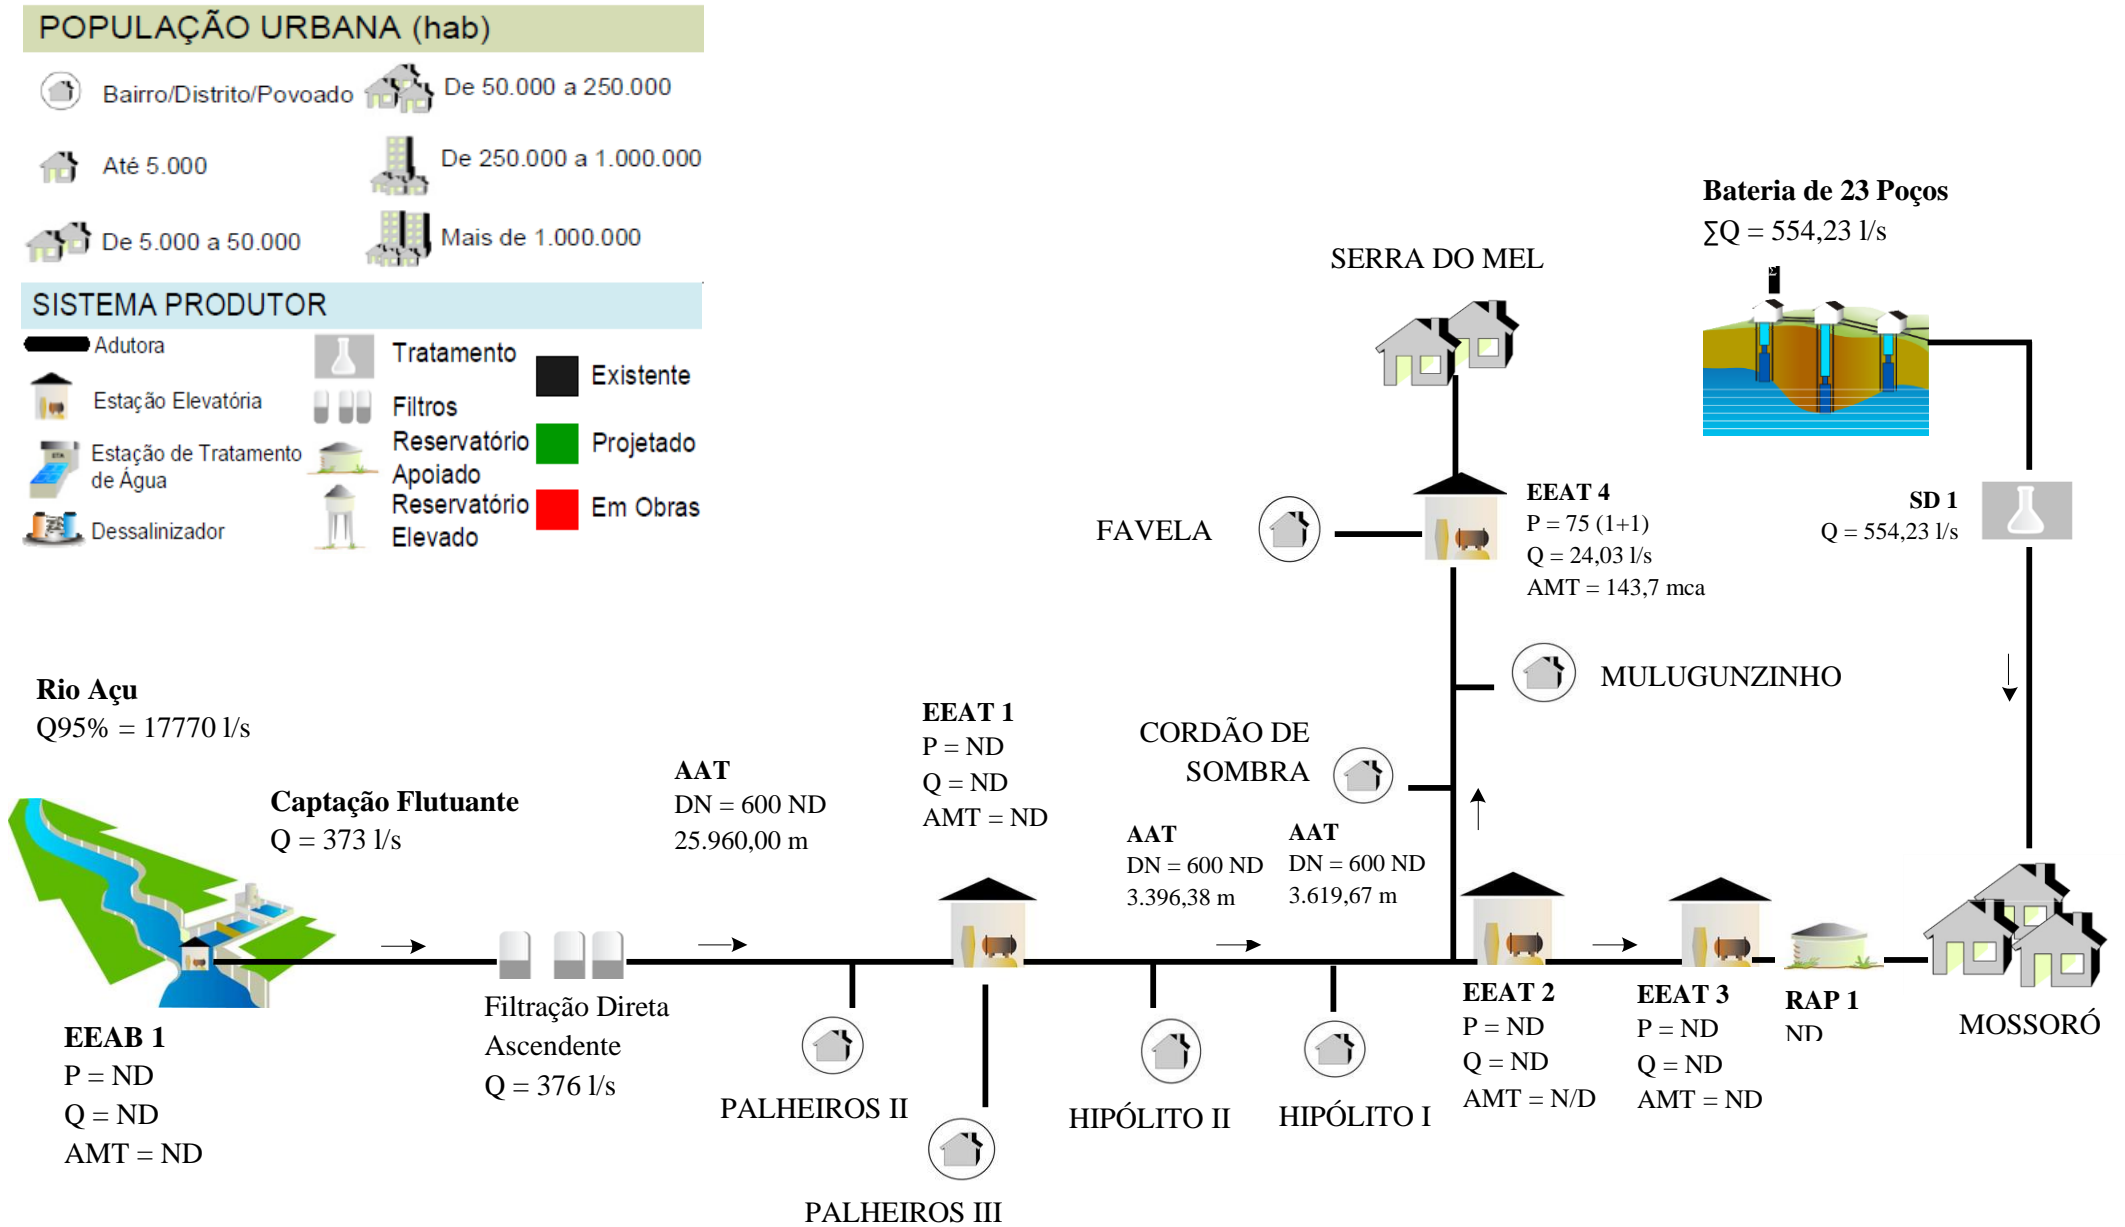 POPULAÇÃO URBANA (hab)
Bairro/Distrito/Povoado
De 50.000 a 250.000
Até 5.000
De 250.000 a 1.000.000
De 5.000 a 50.000
Mais de 1.000.000
SISTEMA PRODUTOR
Adutora
Estação Elevatória
Estação de Tratamento
de Água
Dessalinizador
Tratamento
Filtros
Reservatório
Apoiado
Reservatório
Elevado
Existente
Projetado
Em Obras
Bateria de 23 Poços
∑Q = 554,23 l/s
SERRA DO MEL
FAVELA
EEAT 4
P = 75 (1+1)
Q = 24,03 l/s
AMT = 143,7 mca
SD 1
Q = 554,23 l/s
MULUGUNZINHO
CORDÃO DE
SOMBRA
Rio Açu
Q95% = 17770 l/s
Captação Flutuante
Q = 373 l/s
AAT
DN = 600 ND
25.960,00 m
EEAT 1
P = ND
Q = ND
AMT = ND
AAT
DN = 600 ND
3.396,38 m
AAT
DN = 600 ND
3.619,67 m
EEAB 1
P = ND
Q = ND
AMT = ND
Filtração Direta
Ascendente
Q = 376 l/s
PALHEIROS II
PALHEIROS III
HIPÓLITO II
HIPÓLITO I
EEAT 2
P = ND
Q = ND
AMT = N/D
EEAT 3
P = ND
Q = ND
AMT = ND
RAP 1
ND
MOSSORÓ